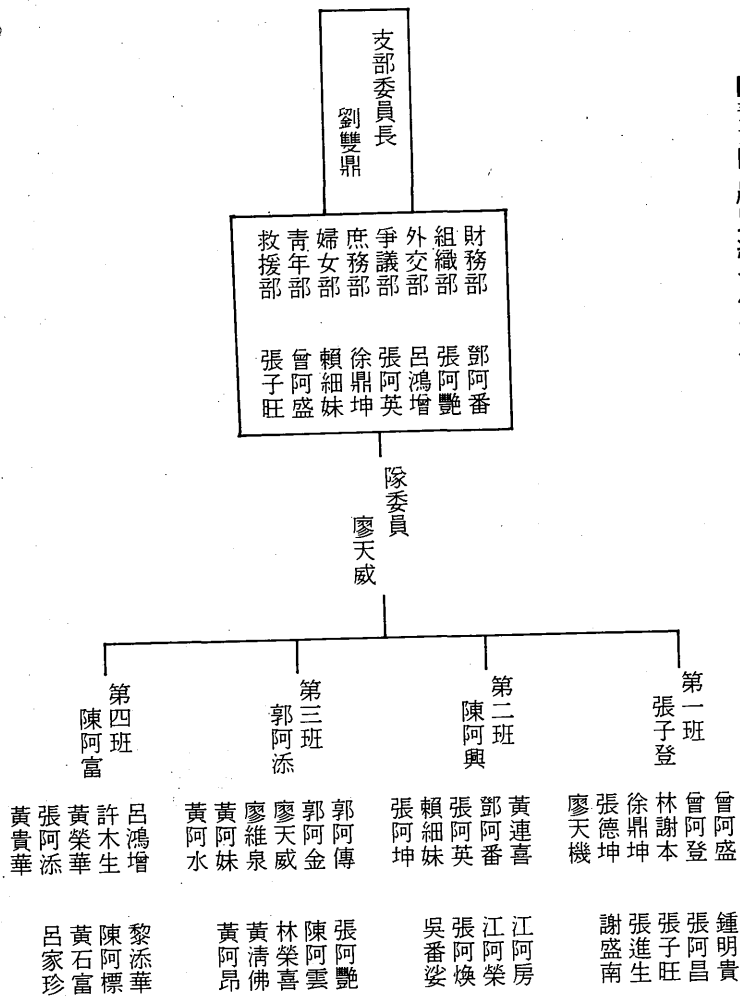 支部委員長
劉雙鼎
財務部 鄧阿番
組織部 張阿艷
外交部 呂鴻增
爭議部 張阿英
庶務部 徐鼎坤
婦女部 賴細妹
青年部 曾阿盛
救援部 張子旺
隊委員
廖天威
第一班
張子登
曾阿盛 鍾明貴
曾阿登 張阿昌
林謝本 張子旺
徐鼎坤 張進生
張德坤 謝盛南
廖天機
第二班
陳阿興
黃連喜 江阿房
鄧阿番 江阿榮
張阿英 張阿煥
賴細妹 吳番娑
張阿坤
第三班
郭阿添
郭阿傳 張阿艷
郭阿金 陳阿雲
廖天威 林榮喜
廖維泉 黃淸佛
黃阿妹 黃阿昂
黃阿水
第四班
陳阿富
呂鴻增 黎添華
許木生 陳阿標
黃榮華 黃石富
張阿添 呂家珍
黃貴華